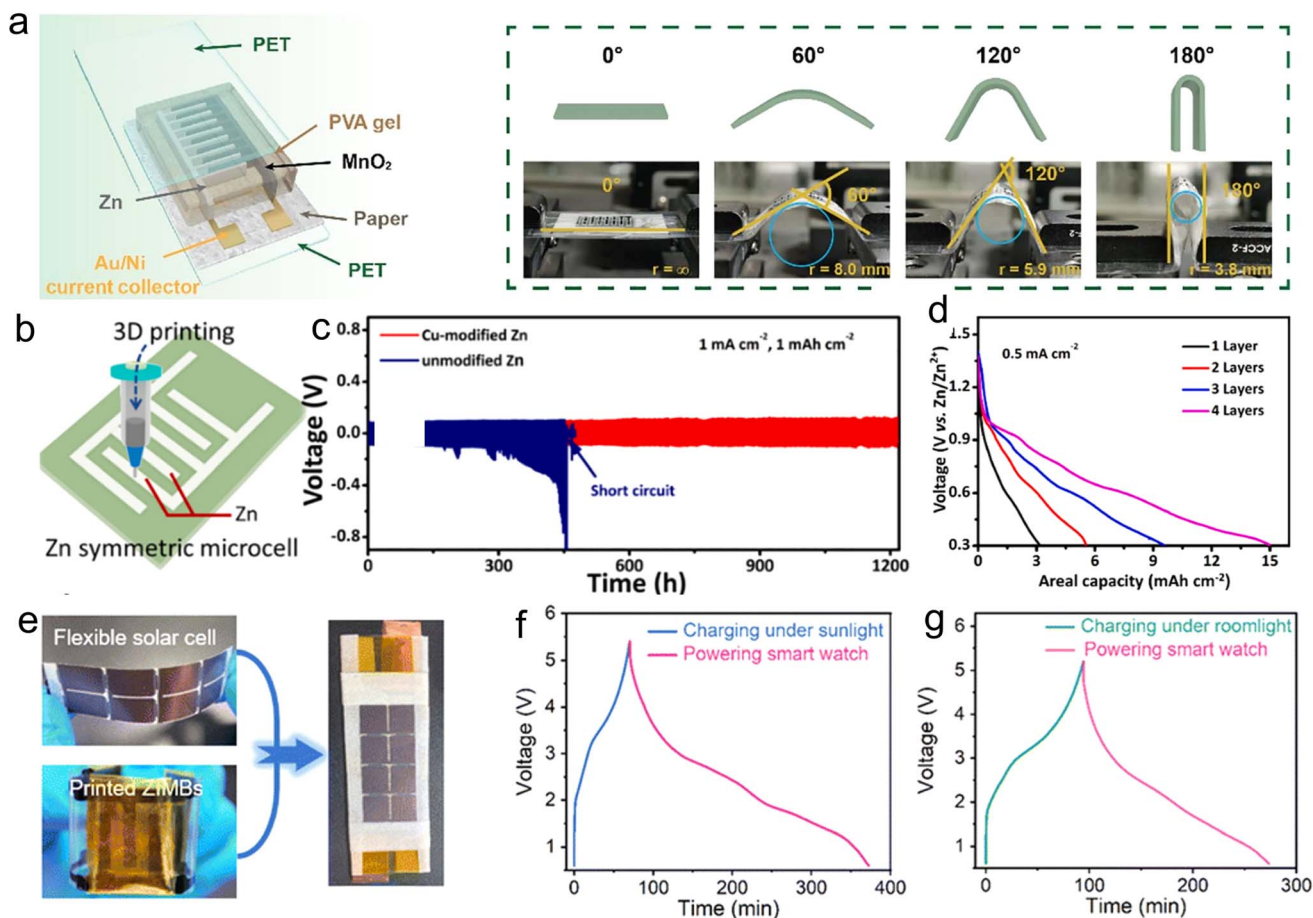 a
PET
PVA gel
MnO₂
Zn
Paper
Au/Ni
current collector
PET
0° 60° 120° 180°
0°
r = ∞
60°
r = 8.0 mm
120°
r = 5.9 mm
180°
ACCF-2
r = 3.8 mm
b
3D printing
Zn
Zn symmetric microcell
c
Cu-modified Zn
unmodified Zn
1 mA cm⁻², 1 mAh cm⁻²
Short circuit
Voltage (V)
0.8
0.4
0.0
-0.4
-0.8
0 300 600 900 1200
Time (h)
d
0.5 mA cm⁻²
1 Layer
2 Layers
3 Layers
4 Layers
Voltage (V vs. Zn/Zn²⁺)
1.5
1.2
0.9
0.6
0.3
0 3 6 9 12 15
Areal capacity (mAh cm⁻²)
e
Flexible solar cell
Printed ZIMBs
f
Charging under sunlight
Powering smart watch
Voltage (V)
6
5
4
3
2
1
0 100 200 300 400
Time (min)
g
Charging under roomlight
Powering smart watch
Voltage (V)
6
5
4
3
2
1
0 100 200 300
Time (min)